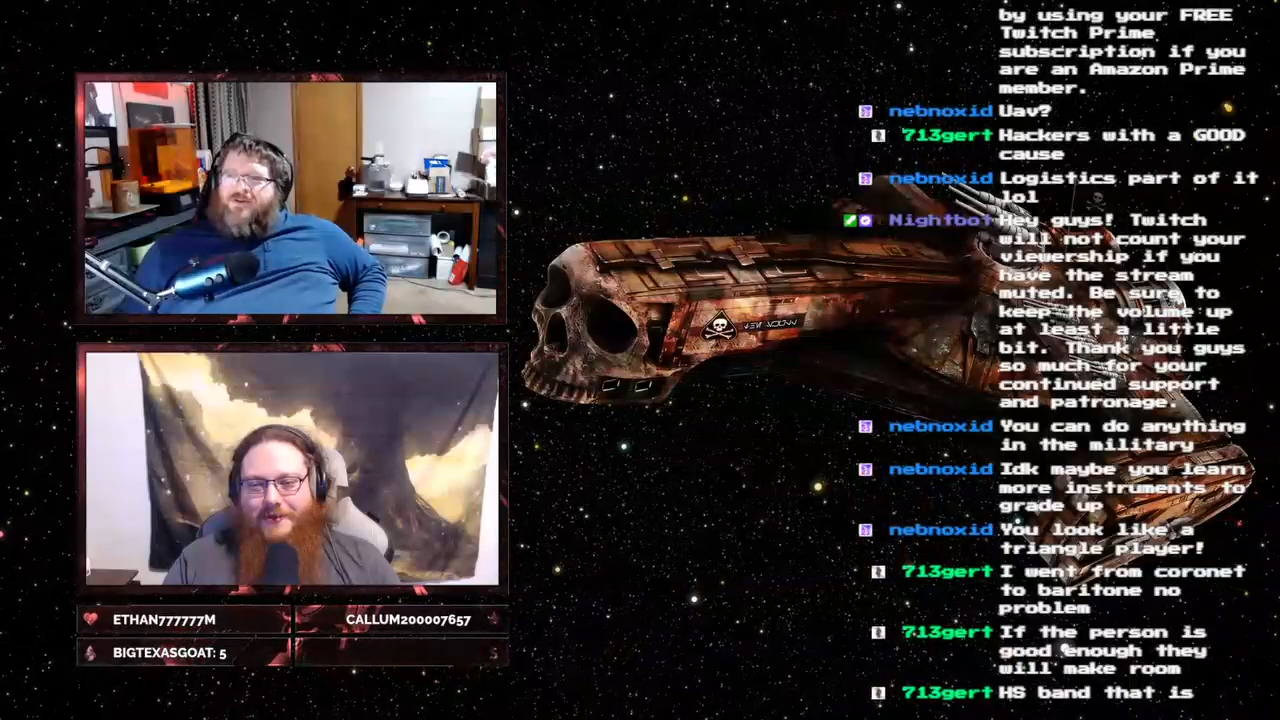 by using your FREE
Twitch Prime
subscription if you
are an Amazon Prime
member.
nebnoxid Uav?
713gert Hackers with a GOOD
cause
nebnoxid Logistics part of it
lol
Nightbot Hey guys! Twitch
will not count your
viewership if you
have the stream
muted. Be sure to
keep the volume up
at least a little
bit. Thank you guys
so much for your
continued support
and patronage.
nebnoxid You can do anything
in the military
nebnoxid Idk maybe you learn
more instruments to
grade up
nebnoxid You look like a
triangle player!
713gert I went from coronet
to baritone no
problem
713gert If the person is
good enough they
will make room
713gert HS band that is
ETHAN777777M
CALLUM200007657
BIGTEXASGOAT: 5